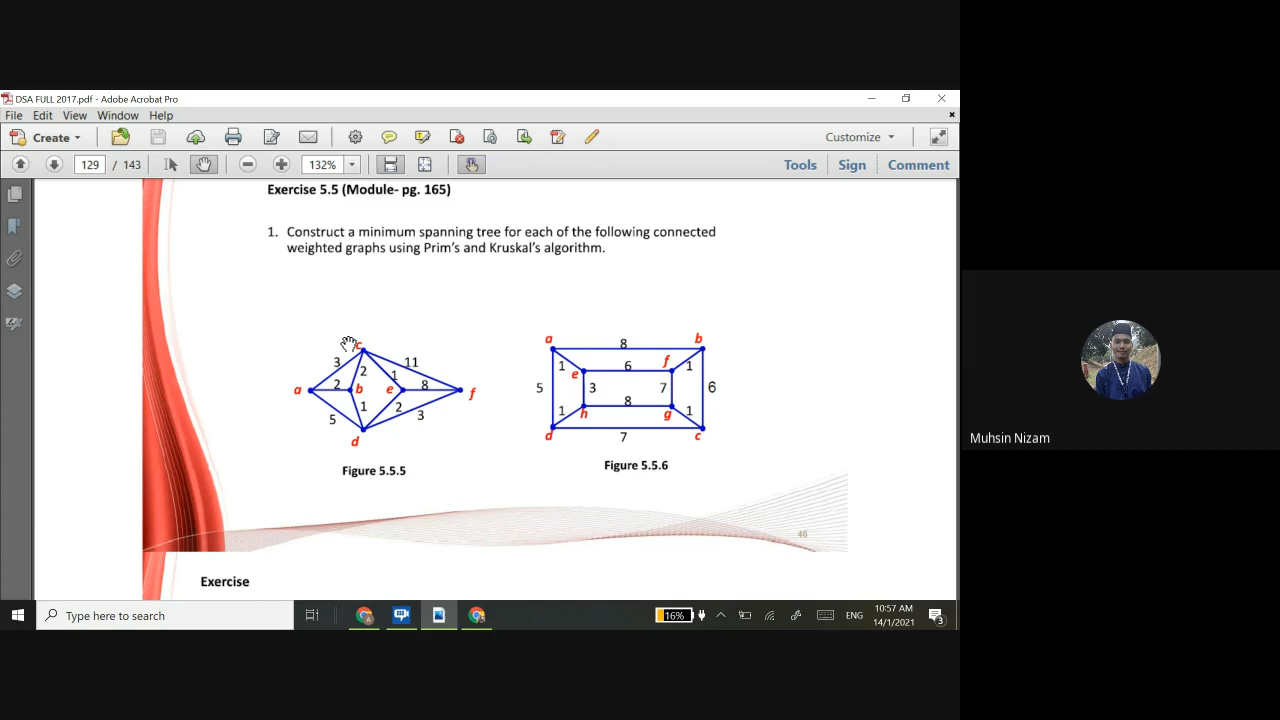 DSA FULL 2017.pdf - Adobe Acrobat Pro
File Edit View Window Help
Create
Customize
129 / 143
132%
Tools Sign Comment
Exercise 5.5 (Module- pg. 165)
1. Construct a minimum spanning tree for each of the following connected
weighted graphs using Prim's and Kruskal's algorithm.
c
3 2 1 11
a 2 b e 8 f
5 1 2 3
d
Figure 5.5.5
a 8 b
1 e 6 f 1
5 3 7 6
1 h 8 g 1
d 7 c
Figure 5.5.6
46
Exercise
Muhsin Nizam
Type here to search
16%
ENG
10:57 AM
14/1/2021
3